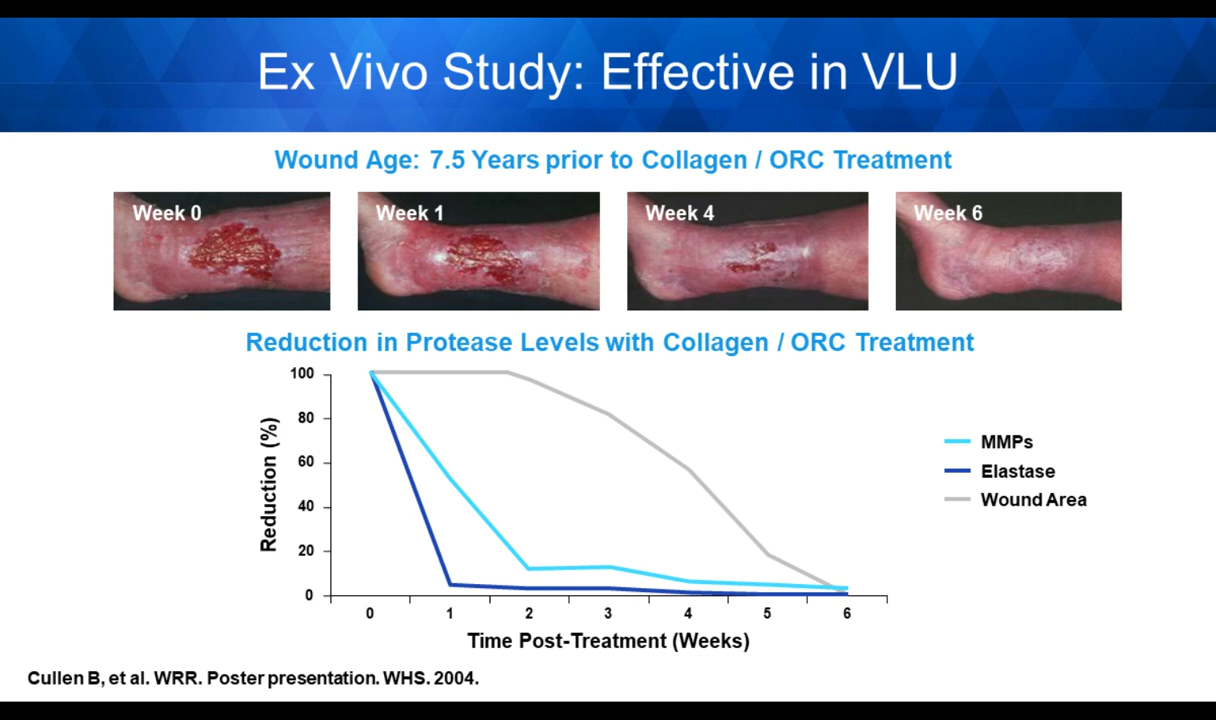 Ex Vivo Study: Effective in VLU
Wound Age: 7.5 Years prior to Collagen / ORC Treatment
Week 0
Week 1
Week 4
Week 6
Reduction in Protease Levels with Collagen / ORC Treatment
Reduction (%)
100
80
60
40
20
0
0 1 2 3 4 5 6
Time Post-Treatment (Weeks)
MMPs
Elastase
Wound Area
Cullen B, et al. WRR. Poster presentation. WHS. 2004.